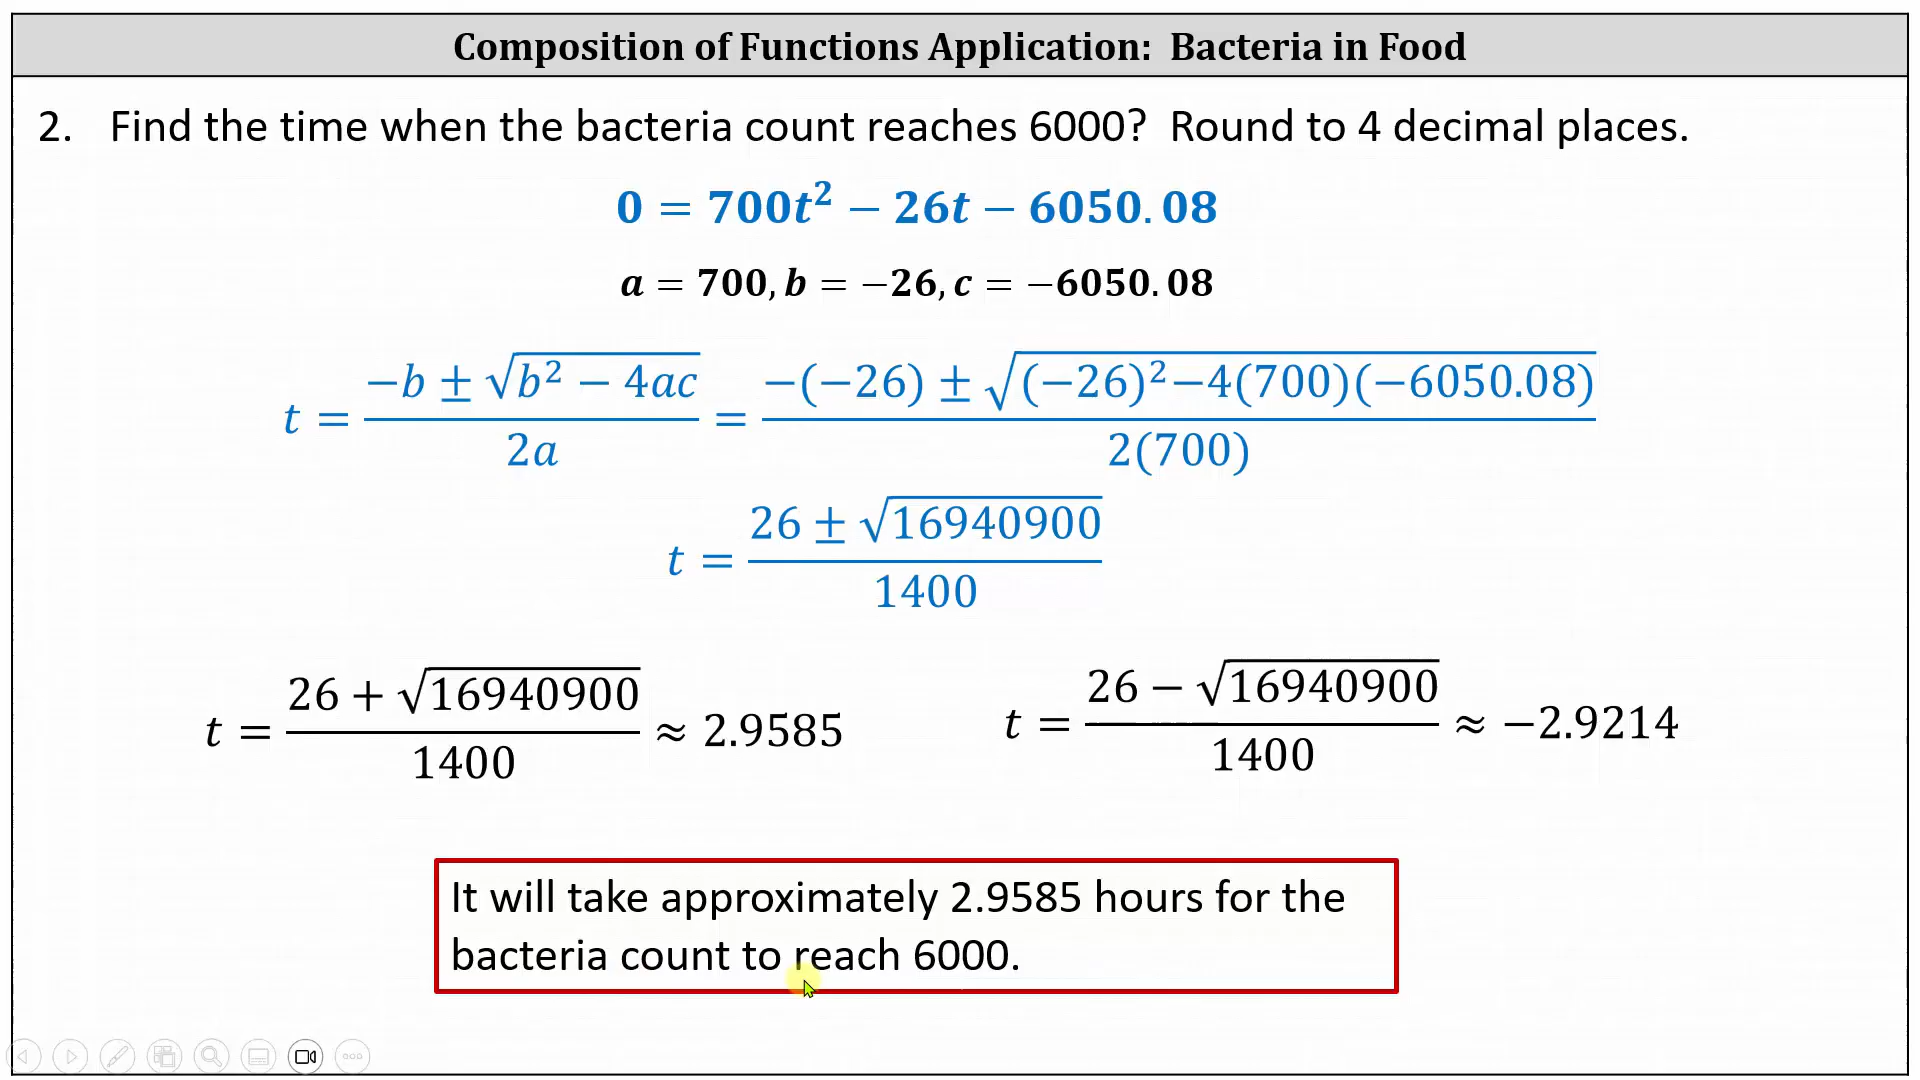 Composition of Functions Application: Bacteria in Food
2. Find the time when the bacteria count reaches 6000? Round to 4 decimal places.
0 = 700t² − 26t − 6050.08
a = 700, b = −26, c = −6050.08
t = (−b ± √(b² − 4ac))/(2a) = (−(−26) ± √((−26)²−4(700)(−6050.08)))/(2(700))
t = (26 ± √16940900)/1400
t = (26 + √16940900)/1400 ≈ 2.9585
t = (26 − √16940900)/1400 ≈ −2.9214
It will take approximately 2.9585 hours for the
bacteria count to reach 6000.